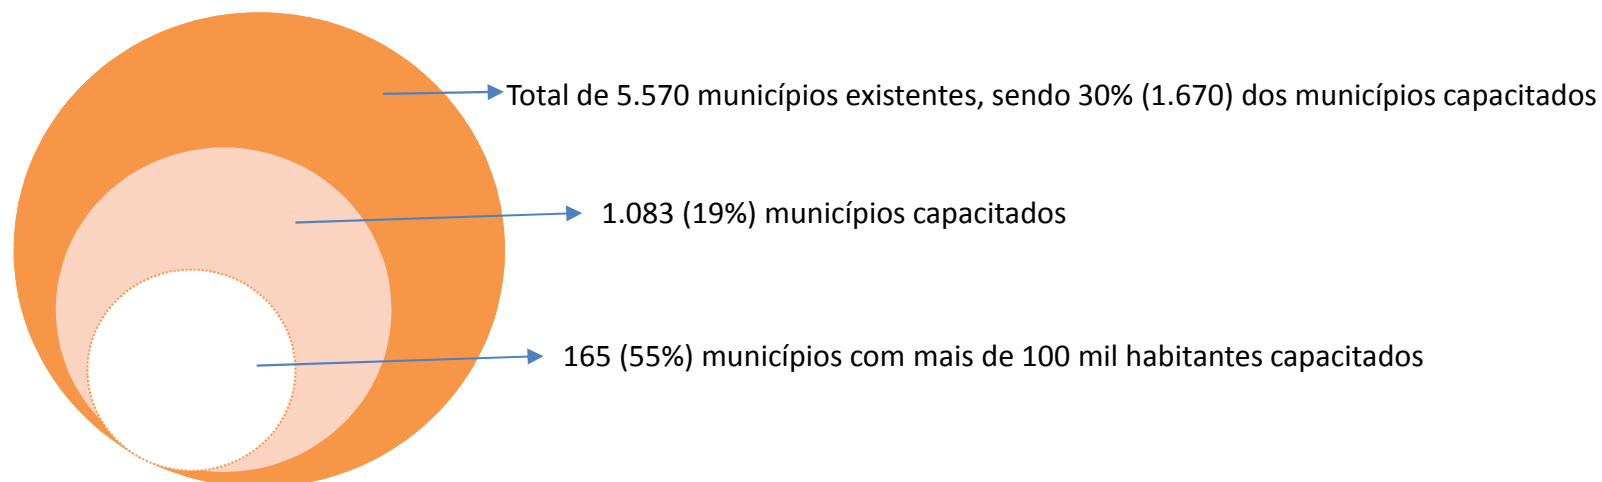 Total de 5.570 municípios existentes, sendo 30% (1.670) dos municípios capacitados
1.083 (19%) municípios capacitados
165 (55%) municípios com mais de 100 mil habitantes capacitados